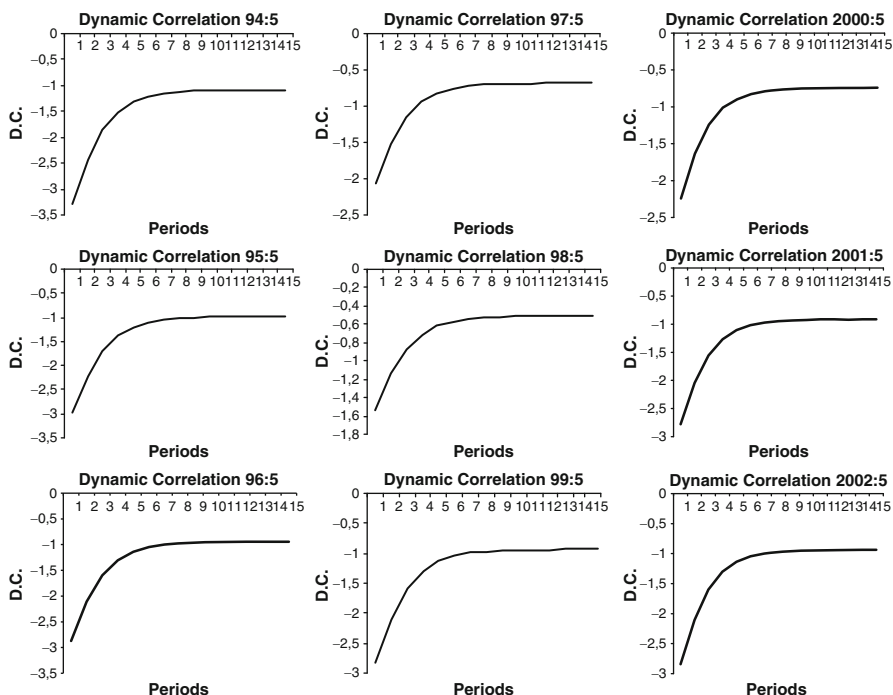 Dynamic Correlation 94:5
0
–0,5
–1
–1,5
–2
–2,5
–3
–3,5
1 2 3 4 5 6 7 8 9 10 11 12 13 14 15
D.C.
Periods
Dynamic Correlation 97:5
0
–0,5
–1
–1,5
–2
–2,5
1 2 3 4 5 6 7 8 9 10 11 12 13 14 15
D.C.
Periods
Dynamic Correlation 2000:5
0
–0,5
–1
–1,5
–2
–2,5
1 2 3 4 5 6 7 8 9 10 11 12 13 14 15
D.C.
Periods
Dynamic Correlation 95:5
0
–0,5
–1
–1,5
–2
–2,5
–3
–3,5
1 2 3 4 5 6 7 8 9 10 11 12 13 14 15
D.C.
Periods
Dynamic Correlation 98:5
0
–0,2
–0,4
–0,6
–0,8
–1
–1,2
–1,4
–1,6
–1,8
1 2 3 4 5 6 7 8 9 10 11 12 13 14 15
D.C.
Periods
Dynamic Correlation 2001:5
0
–0,5
–1
–1,5
–2
–2,5
–3
1 2 3 4 5 6 7 8 9 10 11 12 13 14 15
D.C.
Periods
Dynamic Correlation 96:5
0
–0,5
–1
–1,5
–2
–2,5
–3
–3,5
1 2 3 4 5 6 7 8 9 10 11 12 13 14 15
D.C.
Periods
Dynamic Correlation 99:5
0
–0,5
–1
–1,5
–2
–2,5
–3
1 2 3 4 5 6 7 8 9 10 11 12 13 14 15
D.C.
Periods
Dynamic Correlation 2002:5
0
–0,5
–1
–1,5
–2
–2,5
–3
1 2 3 4 5 6 7 8 9 10 11 12 13 14 15
D.C.
Periods